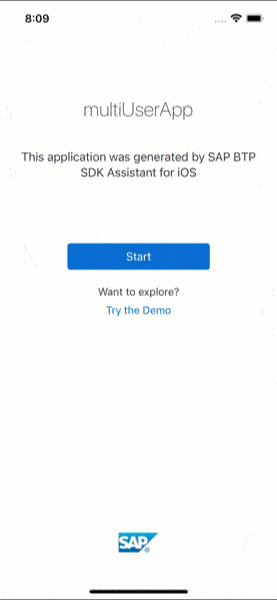 8:09
multiUserApp
This application was generated by SAP BTP
SDK Assistant for iOS
Start
Want to explore?
Try the Demo
SAP